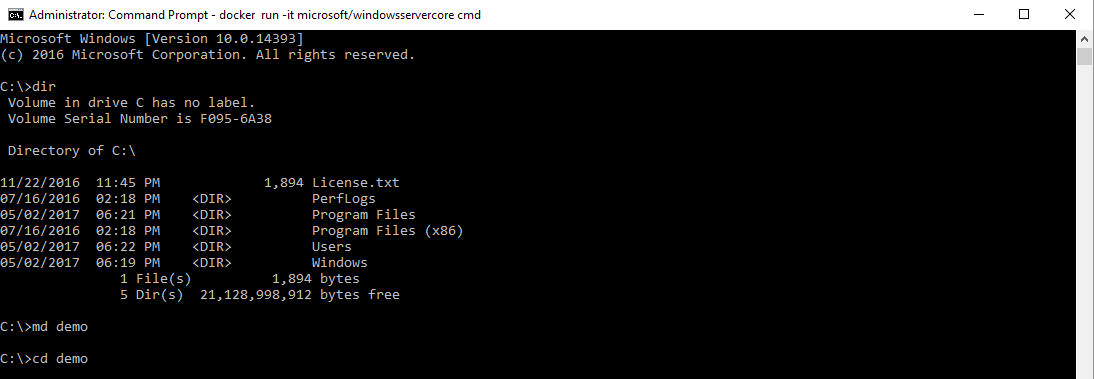 Administrator: Command Prompt - docker  run -it microsoft/windowsservercore cmd
Microsoft Windows [Version 10.0.14393]
(c) 2016 Microsoft Corporation. All rights reserved.
C:\>dir
 Volume in drive C has no label.
 Volume Serial Number is F095-6A38
 Directory of C:\
11/22/2016  11:45 PM             1,894 License.txt
07/16/2016  02:18 PM    <DIR>          PerfLogs
05/02/2017  06:21 PM    <DIR>          Program Files
07/16/2016  02:18 PM    <DIR>          Program Files (x86)
05/02/2017  06:22 PM    <DIR>          Users
05/02/2017  06:19 PM    <DIR>          Windows
               1 File(s)          1,894 bytes
               5 Dir(s)  21,128,998,912 bytes free
C:\>md demo
C:\>cd demo